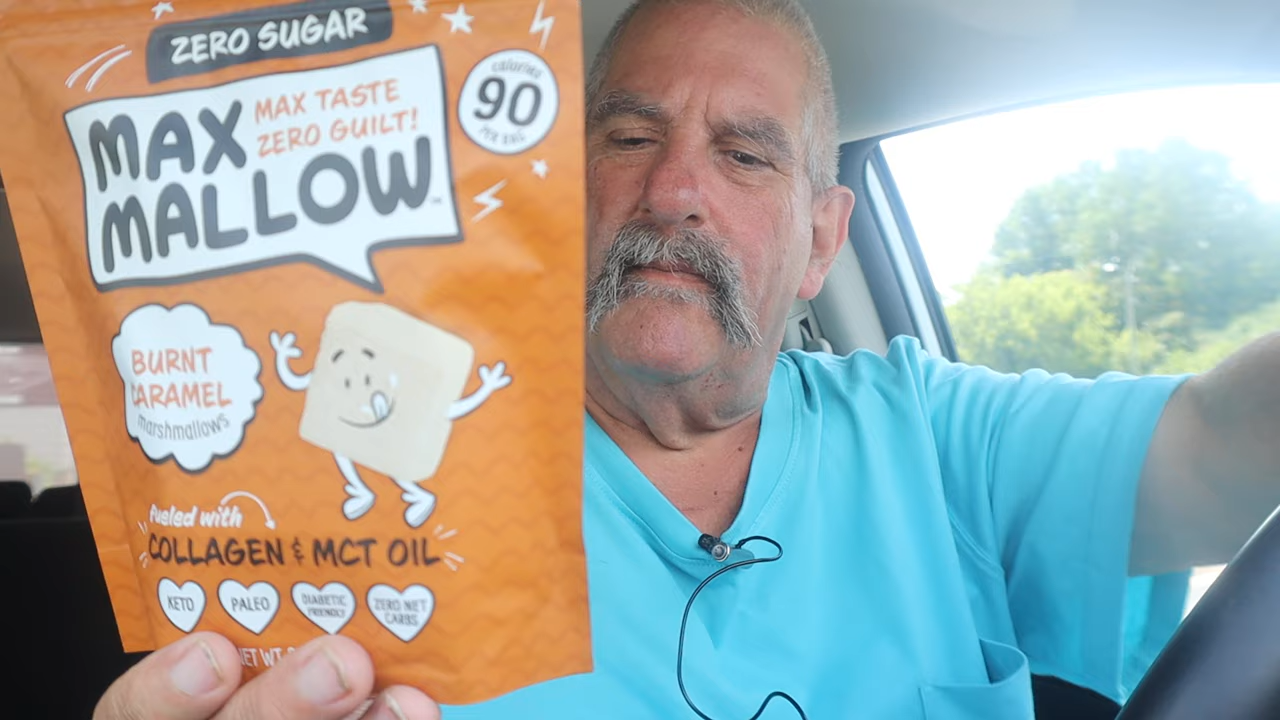 ZERO SUGAR
MAX
MAX TASTE
ZERO GUILT!
MALLOW™
calories
90
PER BAG
BURNT
CARAMEL
marshmallows
fueled with
COLLAGEN & MCT OIL
KETO
PALEO
DIABETIC
FRIENDLY
ZERO NET
CARBS
NET WT